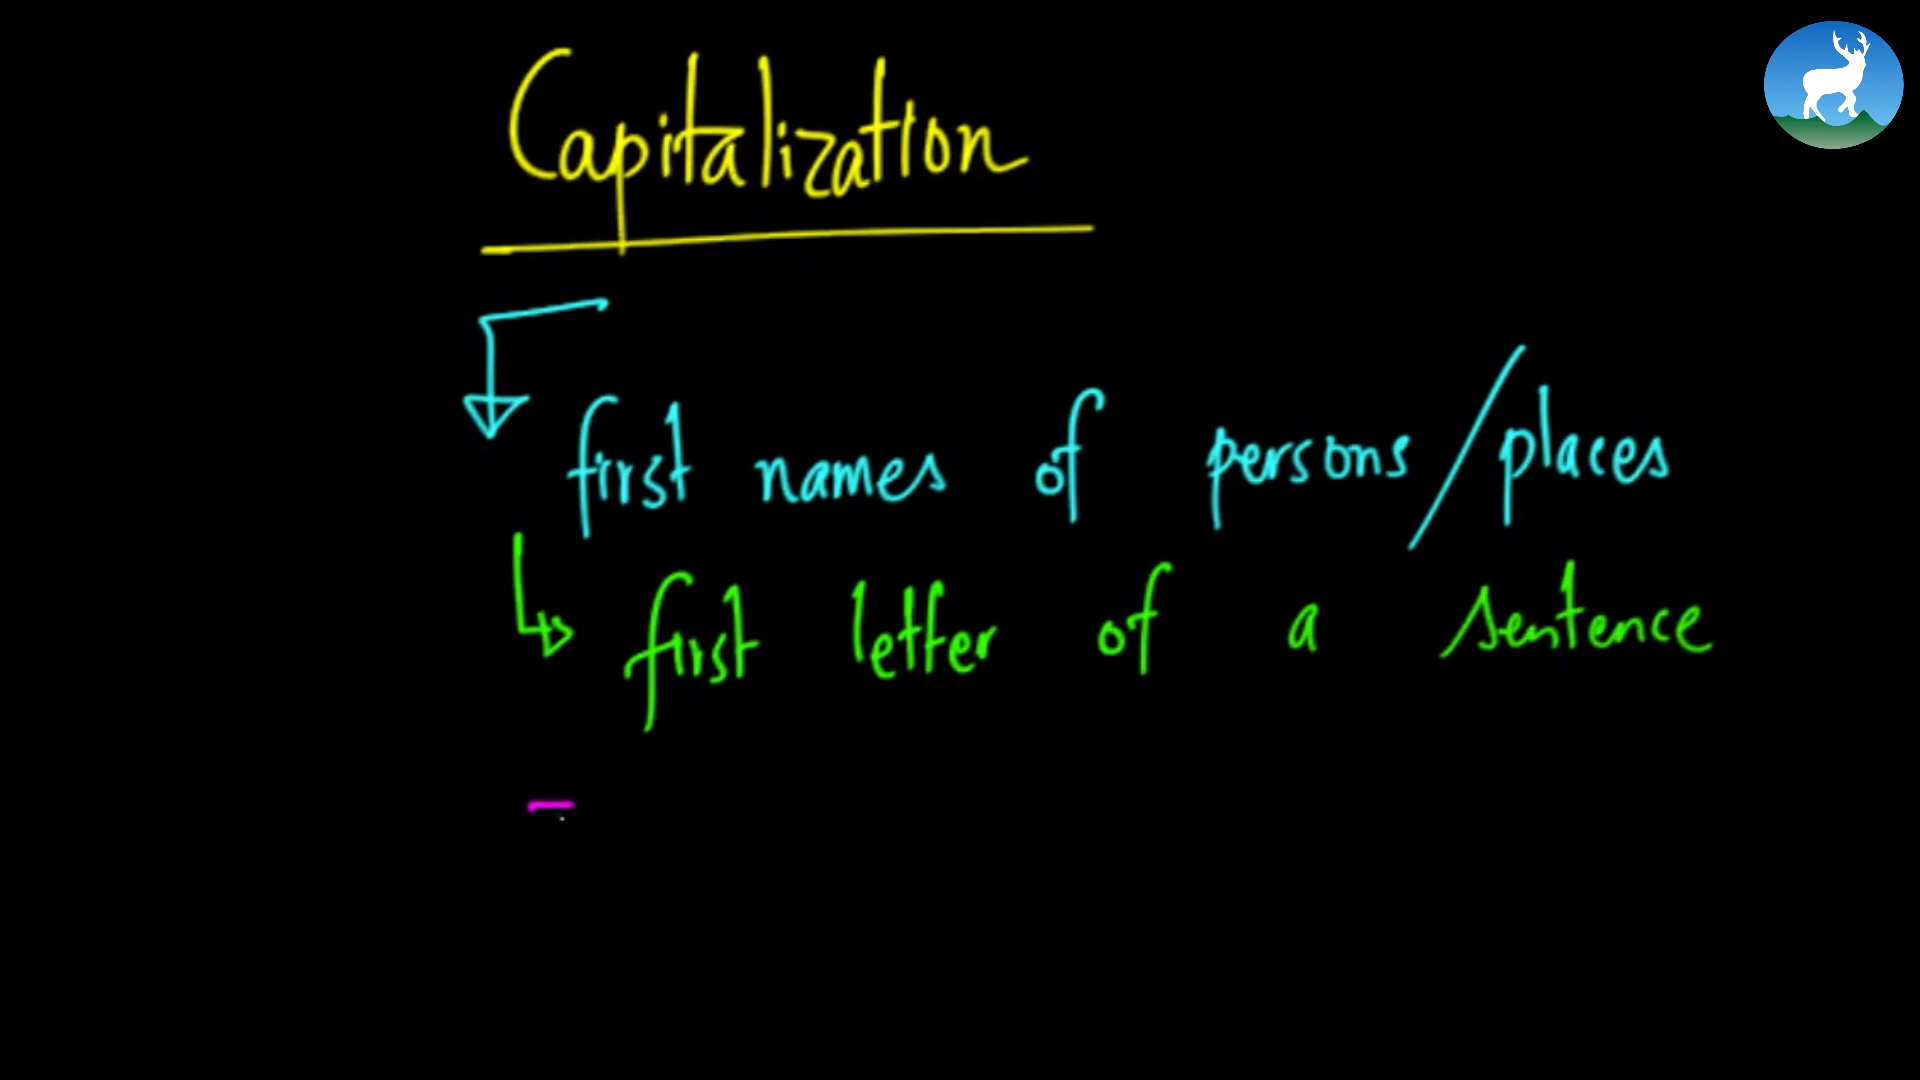 Capitalization
first names of persons/places
first letter of a sentence